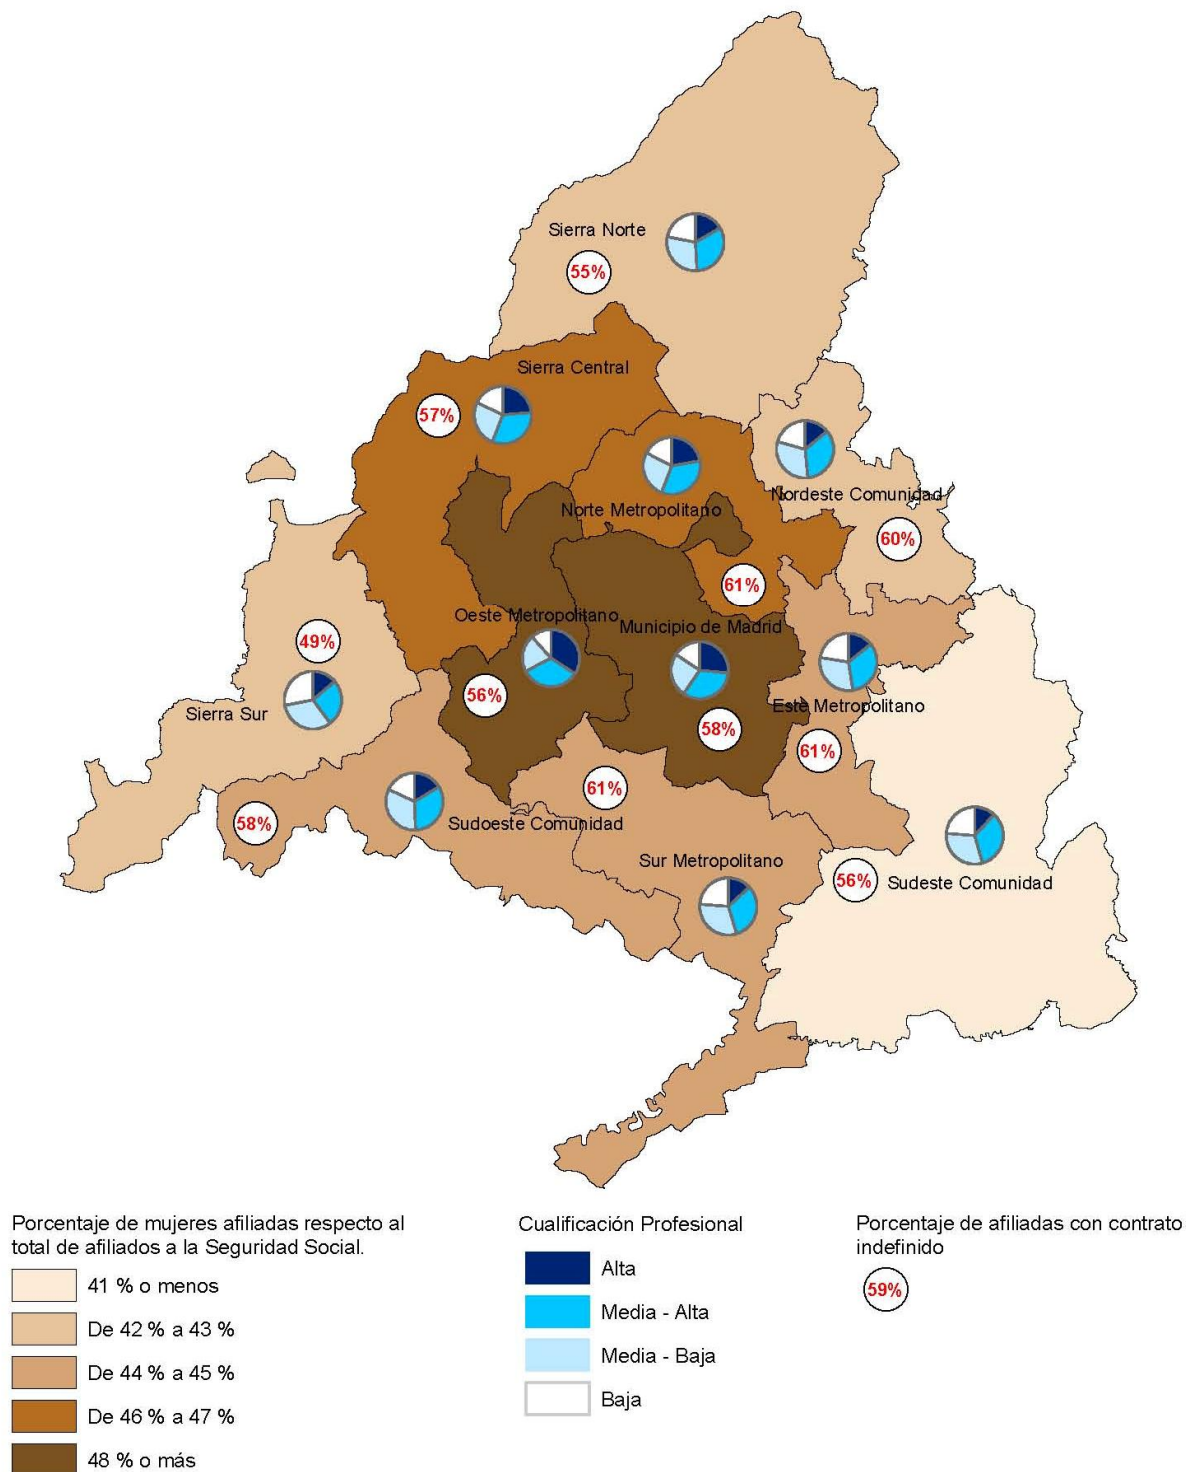 Sierra Norte
55%
Sierra Central
57%
Nordeste Comunidad
Norte Metropolitano
60%
61%
Oeste Metropolitano
Municipio de Madrid
49%
56%
Sierra Sur
Este Metropolitano
58%
61%
61%
58%
Sudoeste Comunidad
Sur Metropolitano
56%
Sudeste Comunidad
Porcentaje de mujeres afiliadas respecto al
total de afiliados a la Seguridad Social.
41 % o menos
De 42 % a 43 %
De 44 % a 45 %
De 46 % a 47 %
48 % o más
Cualificación Profesional
Alta
Media - Alta
Media - Baja
Baja
Porcentaje de afiliadas con contrato
indefinido
59%